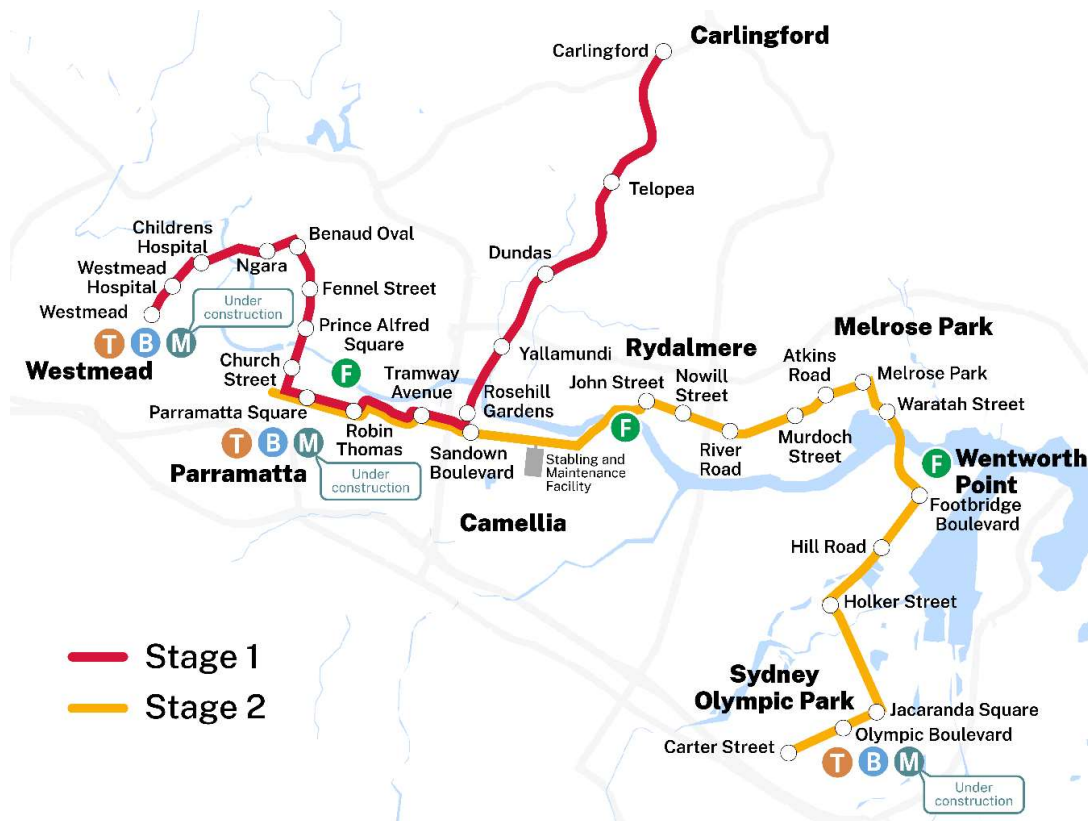 Carlingford
Carlingford
Telopea
Dundas
Yallamundi
Rosehill
Gardens
Childrens
Hospital
Benaud Oval
Ngara
Westmead
Hospital
Westmead
Fennel Street
Under
construction
T
B
M
Westmead
Prince Alfred
Square
Church
Street
F
Tramway
Avenue
Parramatta Square
Robin
Thomas
Sandown
Boulevard
T
B
M
Parramatta
Under
construction
Camellia
Stabling and
Maintenance
Facility
Rydalmere
John Street
F
Nowill
Street
River
Road
Murdoch
Street
Atkins
Road
Melrose Park
Melrose Park
Waratah Street
F
Wentworth
Point
Footbridge
Boulevard
Hill Road
Holker Street
Sydney
Olympic Park
Jacaranda Square
Olympic Boulevard
Carter Street
T
B
M
Under
construction
Stage 1
Stage 2